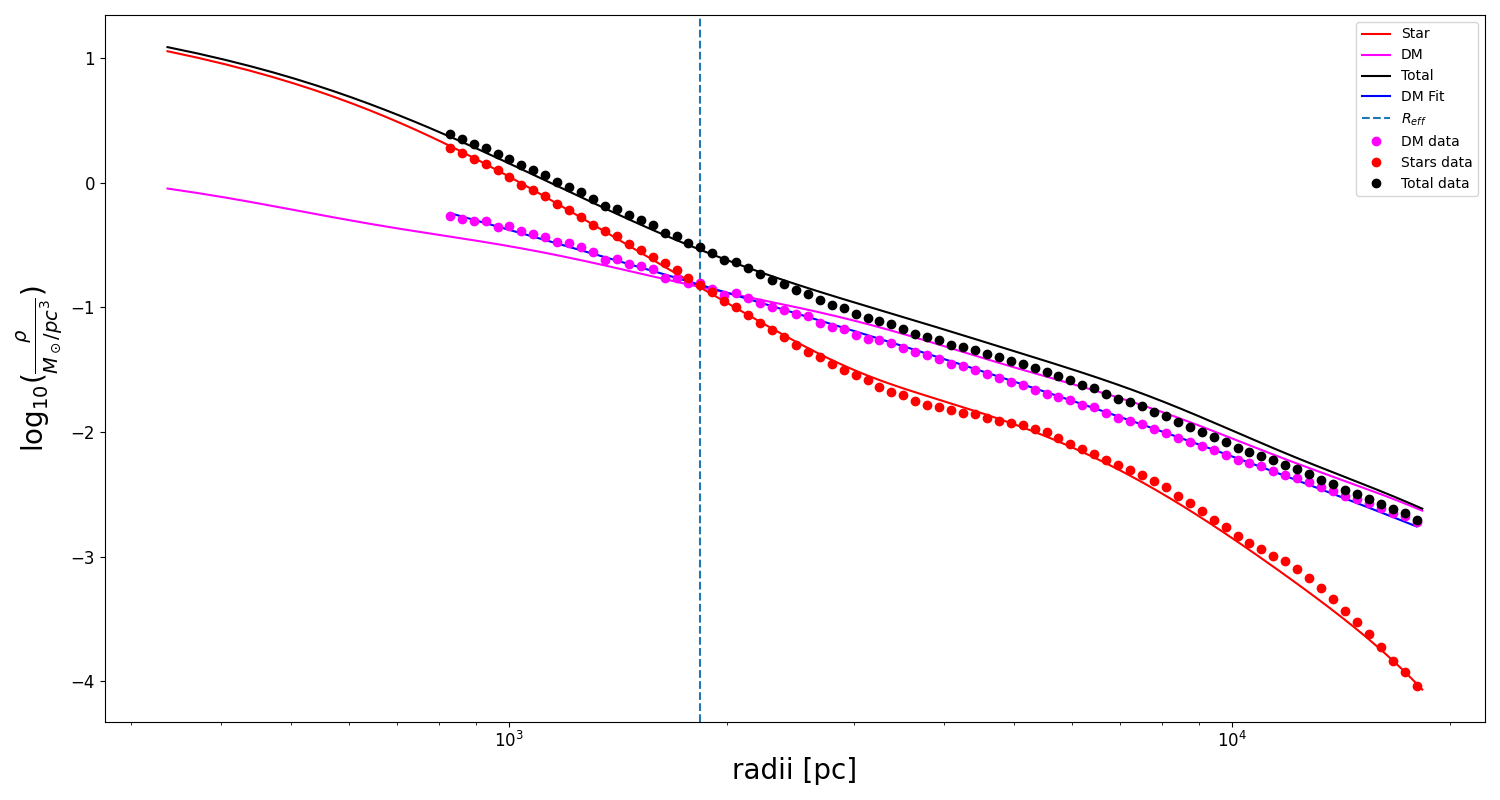 log₁₀(ρ / M⊙/pc³)
1
0
−1
−2
−3
−4
10³
10⁴
radii [pc]
Star
DM
Total
DM Fit
R_eff
DM data
Stars data
Total data